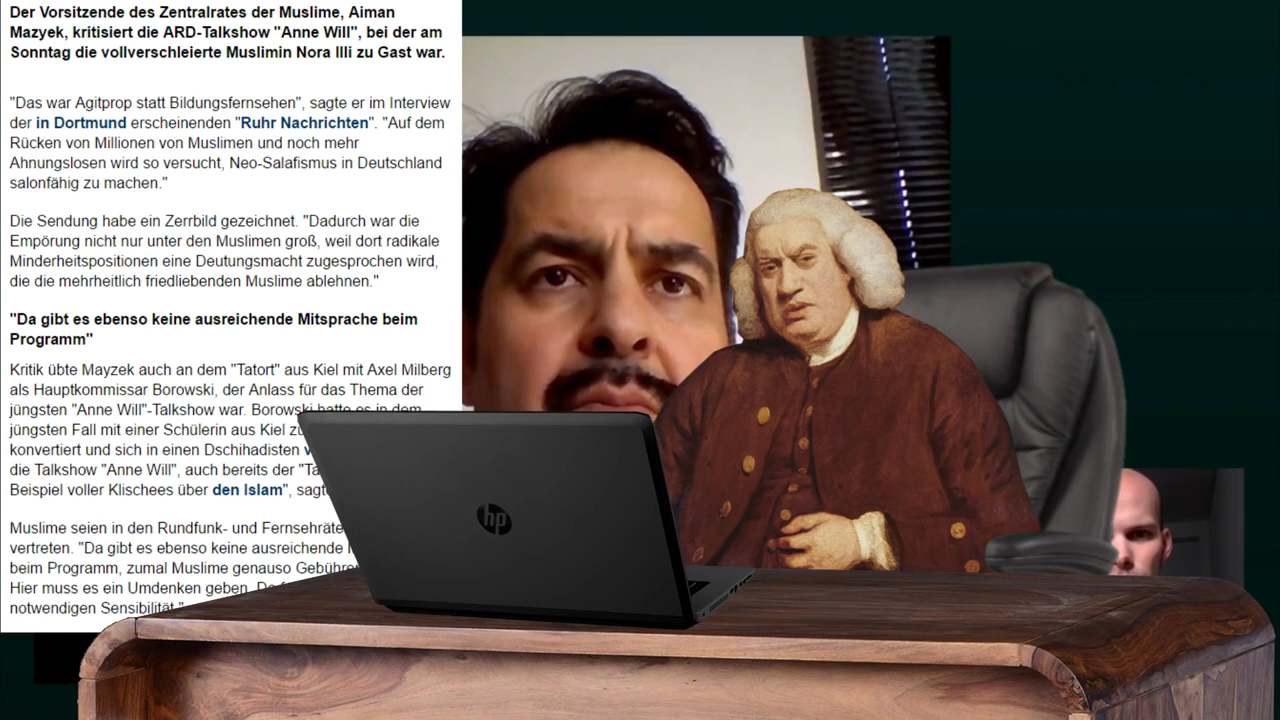 Der Vorsitzende des Zentralrates der Muslime, Aiman
Mazyek, kritisiert die ARD-Talkshow "Anne Will", bei der am
Sonntag die vollverschleierte Muslimin Nora Illi zu Gast war.
"Das war Agitprop statt Bildungsfernsehen", sagte er im Interview
der in Dortmund erscheinenden "Ruhr Nachrichten". "Auf dem
Rücken von Millionen von Muslimen und noch mehr
Ahnungslosen wird so versucht, Neo-Salafismus in Deutschland
salonfähig zu machen."
Die Sendung habe ein Zerrbild gezeichnet. "Dadurch war die
Empörung nicht nur unter den Muslimen groß, weil dort radikale
Minderheitspositionen eine Deutungsmacht zugesprochen wird,
die die mehrheitlich friedliebenden Muslime ablehnen."
"Da gibt es ebenso keine ausreichende Mitsprache beim
Programm"
Kritik übte Mayzek auch an dem "Tatort" aus Kiel mit Axel Milberg
als Hauptkommissar Borowski, der Anlass für das Thema der
jüngsten "Anne Will"-Talkshow war. Borowski hatte es in dem
jüngsten Fall mit einer Schülerin aus Kiel
konvertiert und sich in einen Dschihadisten
die Talkshow "Anne Will", auch bereits der
Beispiel voller Klischees über den Islam",
Muslime seien in den Rundfunk- und
vertreten. "Da gibt es ebenso keine ausreichende
beim Programm, zumal Muslime genauso
Hier muss es ein Umdenken geben.
notwendigen Sensibilität."
hp